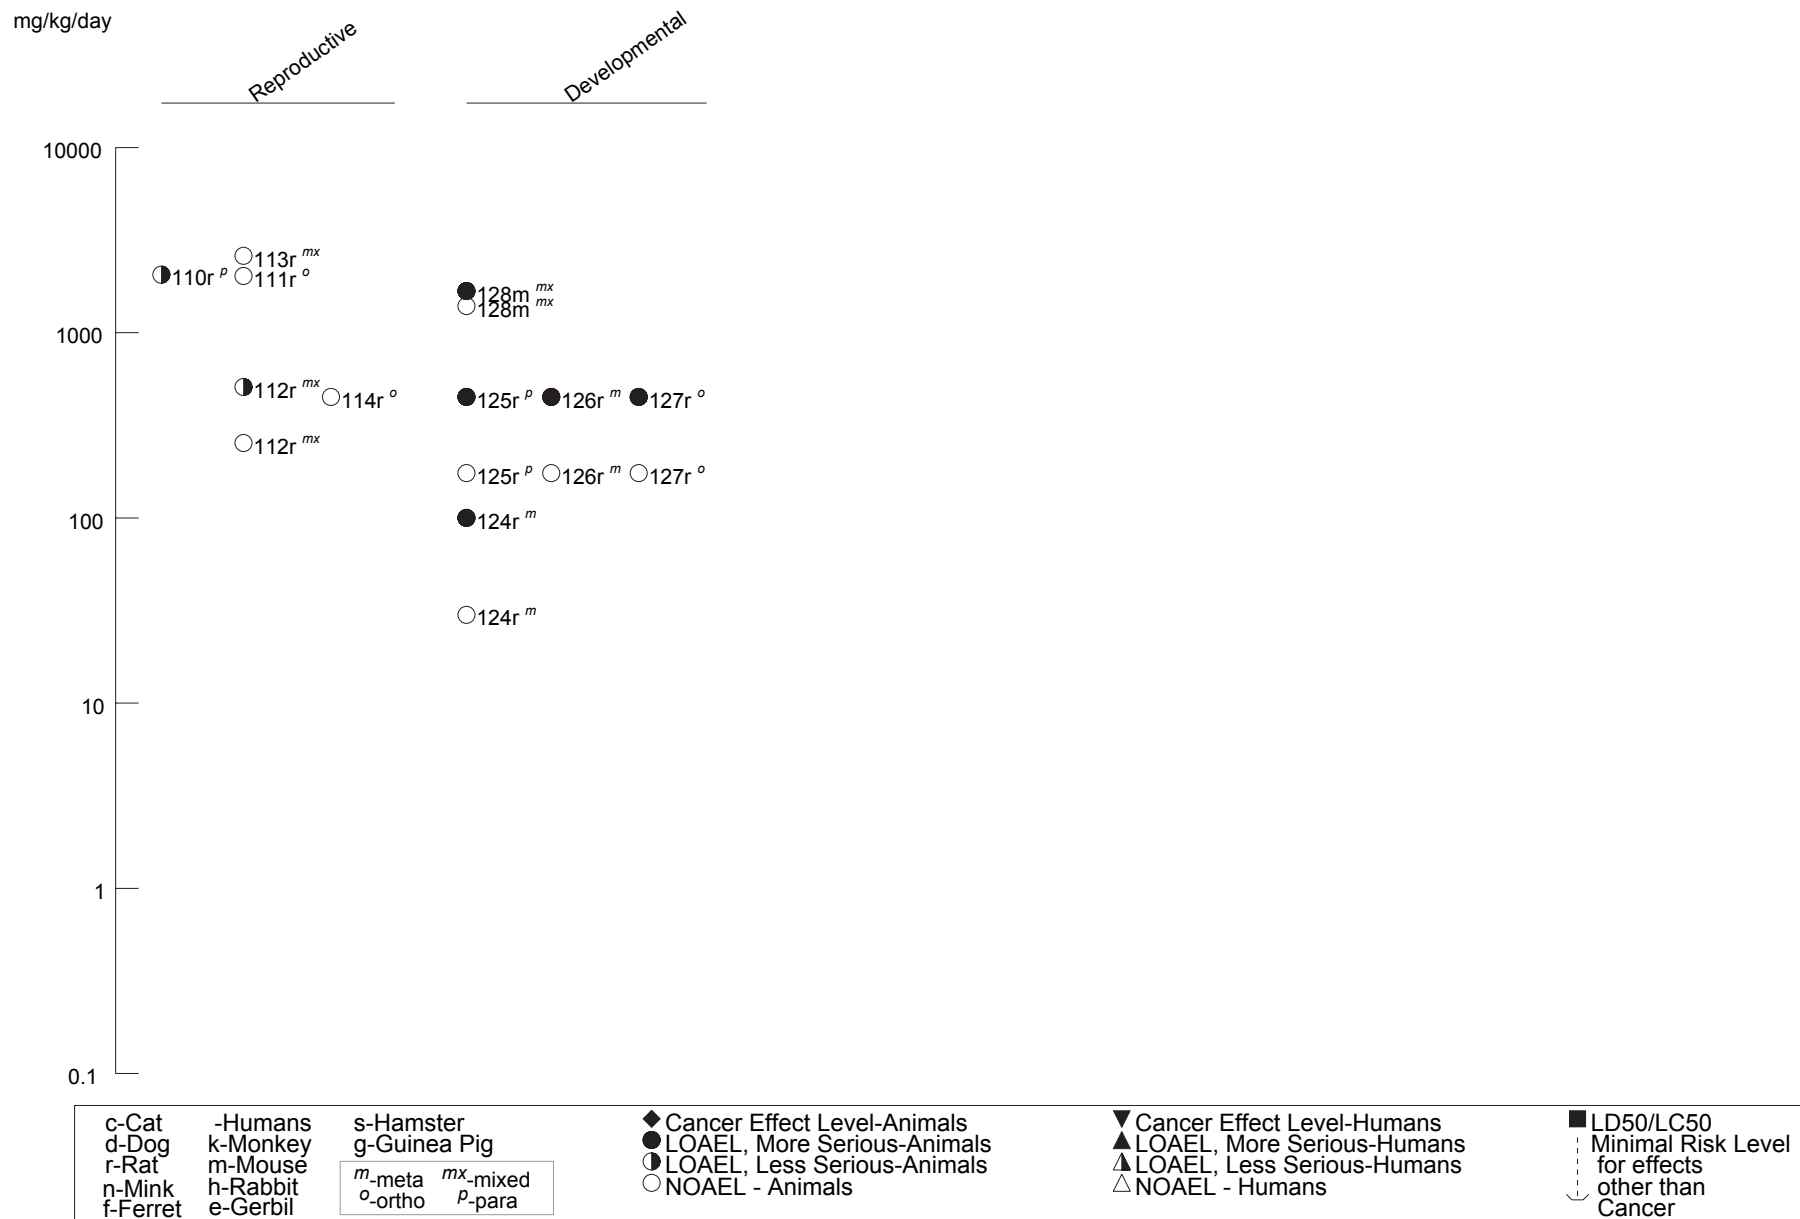 mg/kg/day
Reproductive
Developmental
10000
113r mx
110r p
111r o
128m mx
128m mx
1000
112r mx
114r o
125r p
126r m
127r o
112r mx
125r p
126r m
127r o
100
124r m
124r m
10
1
0.1
c-Cat
d-Dog
r-Rat
n-Mink
f-Ferret
-Humans
k-Monkey
m-Mouse
h-Rabbit
e-Gerbil
s-Hamster
g-Guinea Pig
m-meta mx-mixed
o-ortho p-para
Cancer Effect Level-Animals
LOAEL, More Serious-Animals
LOAEL, Less Serious-Animals
NOAEL - Animals
Cancer Effect Level-Humans
LOAEL, More Serious-Humans
LOAEL, Less Serious-Humans
NOAEL - Humans
LD50/LC50
Minimal Risk Level
for effects
other than
Cancer